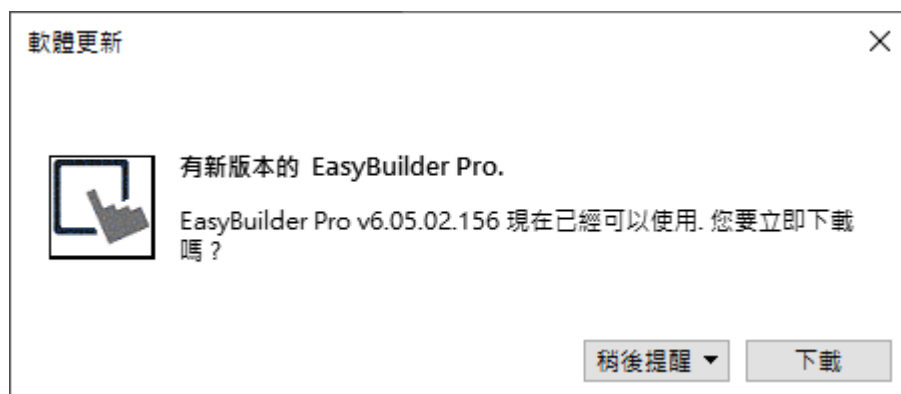 軟體更新
有新版本的 EasyBuilder Pro.
EasyBuilder Pro v6.05.02.156 現在已經可以使用. 您要立即下載
嗎？
稍後提醒
下載